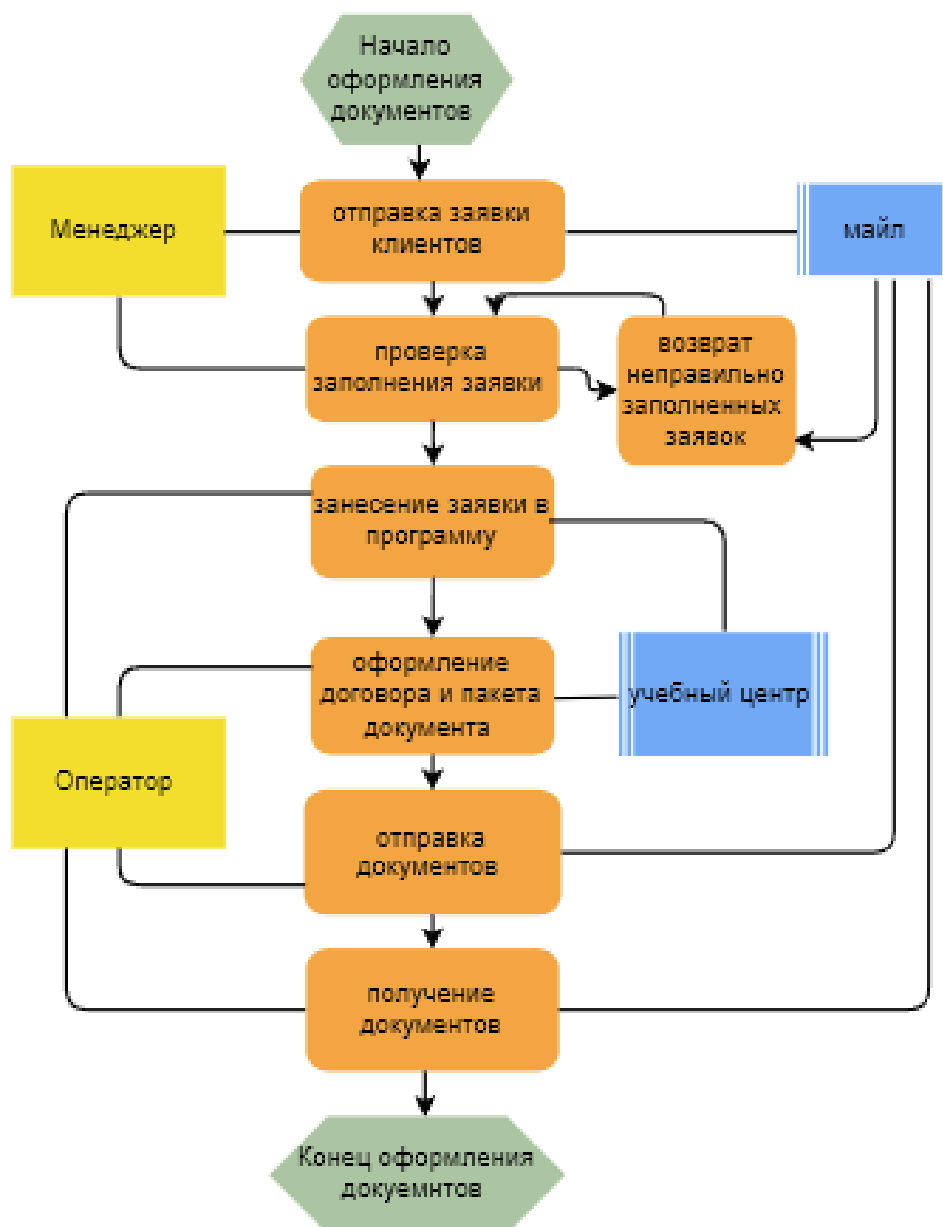 Начало
оформления
документов
Менеджер
отправка заявки
клиентов
майл
проверка
заполнения заявки
возврат
неправильно
заполненных
заявок
занесение заявки в
программу
оформление
договора и пакета
документа
учебный центр
Оператор
отправка
документов
получение
документов
Конец оформления
докуемнтов